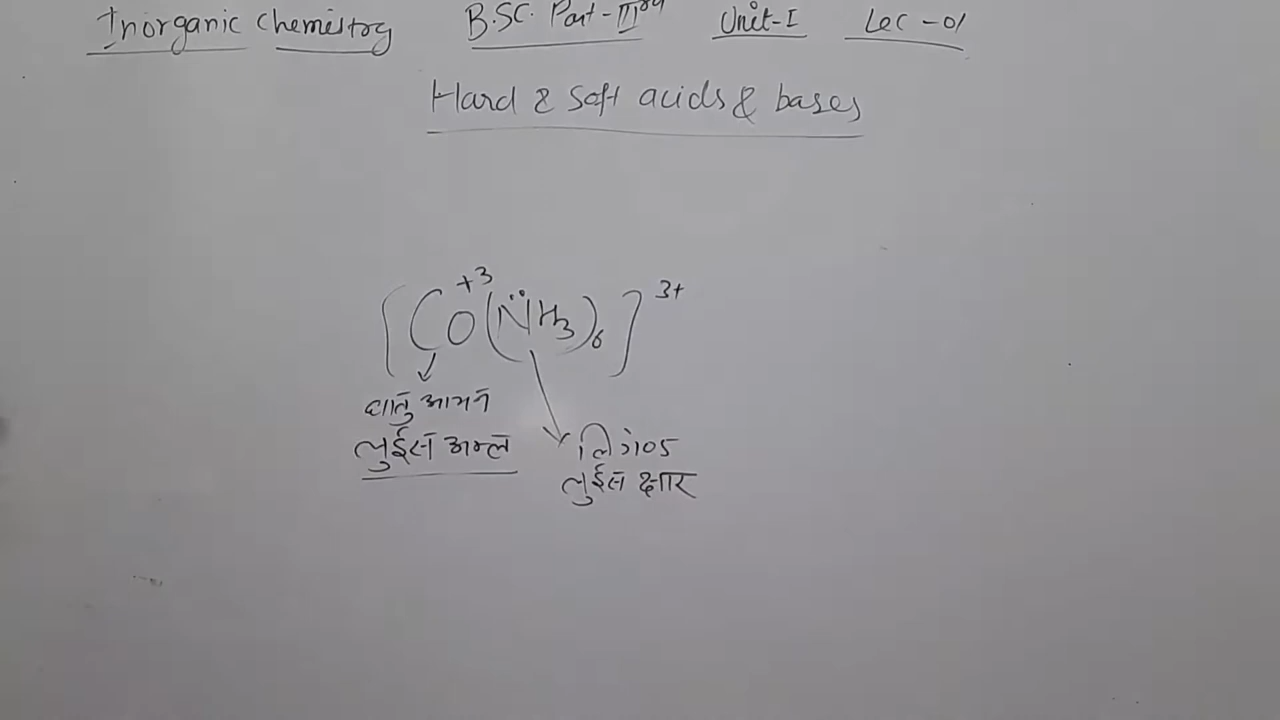 Inorganic Chemistry B.SC. Part-IIIrd Unit-I Lec-01
Hard & Soft acids & bases
[Co+3(N̈H3)6]3+
धातु आयन
लुईस अम्ल
लिगेण्ड
लुईस क्षार